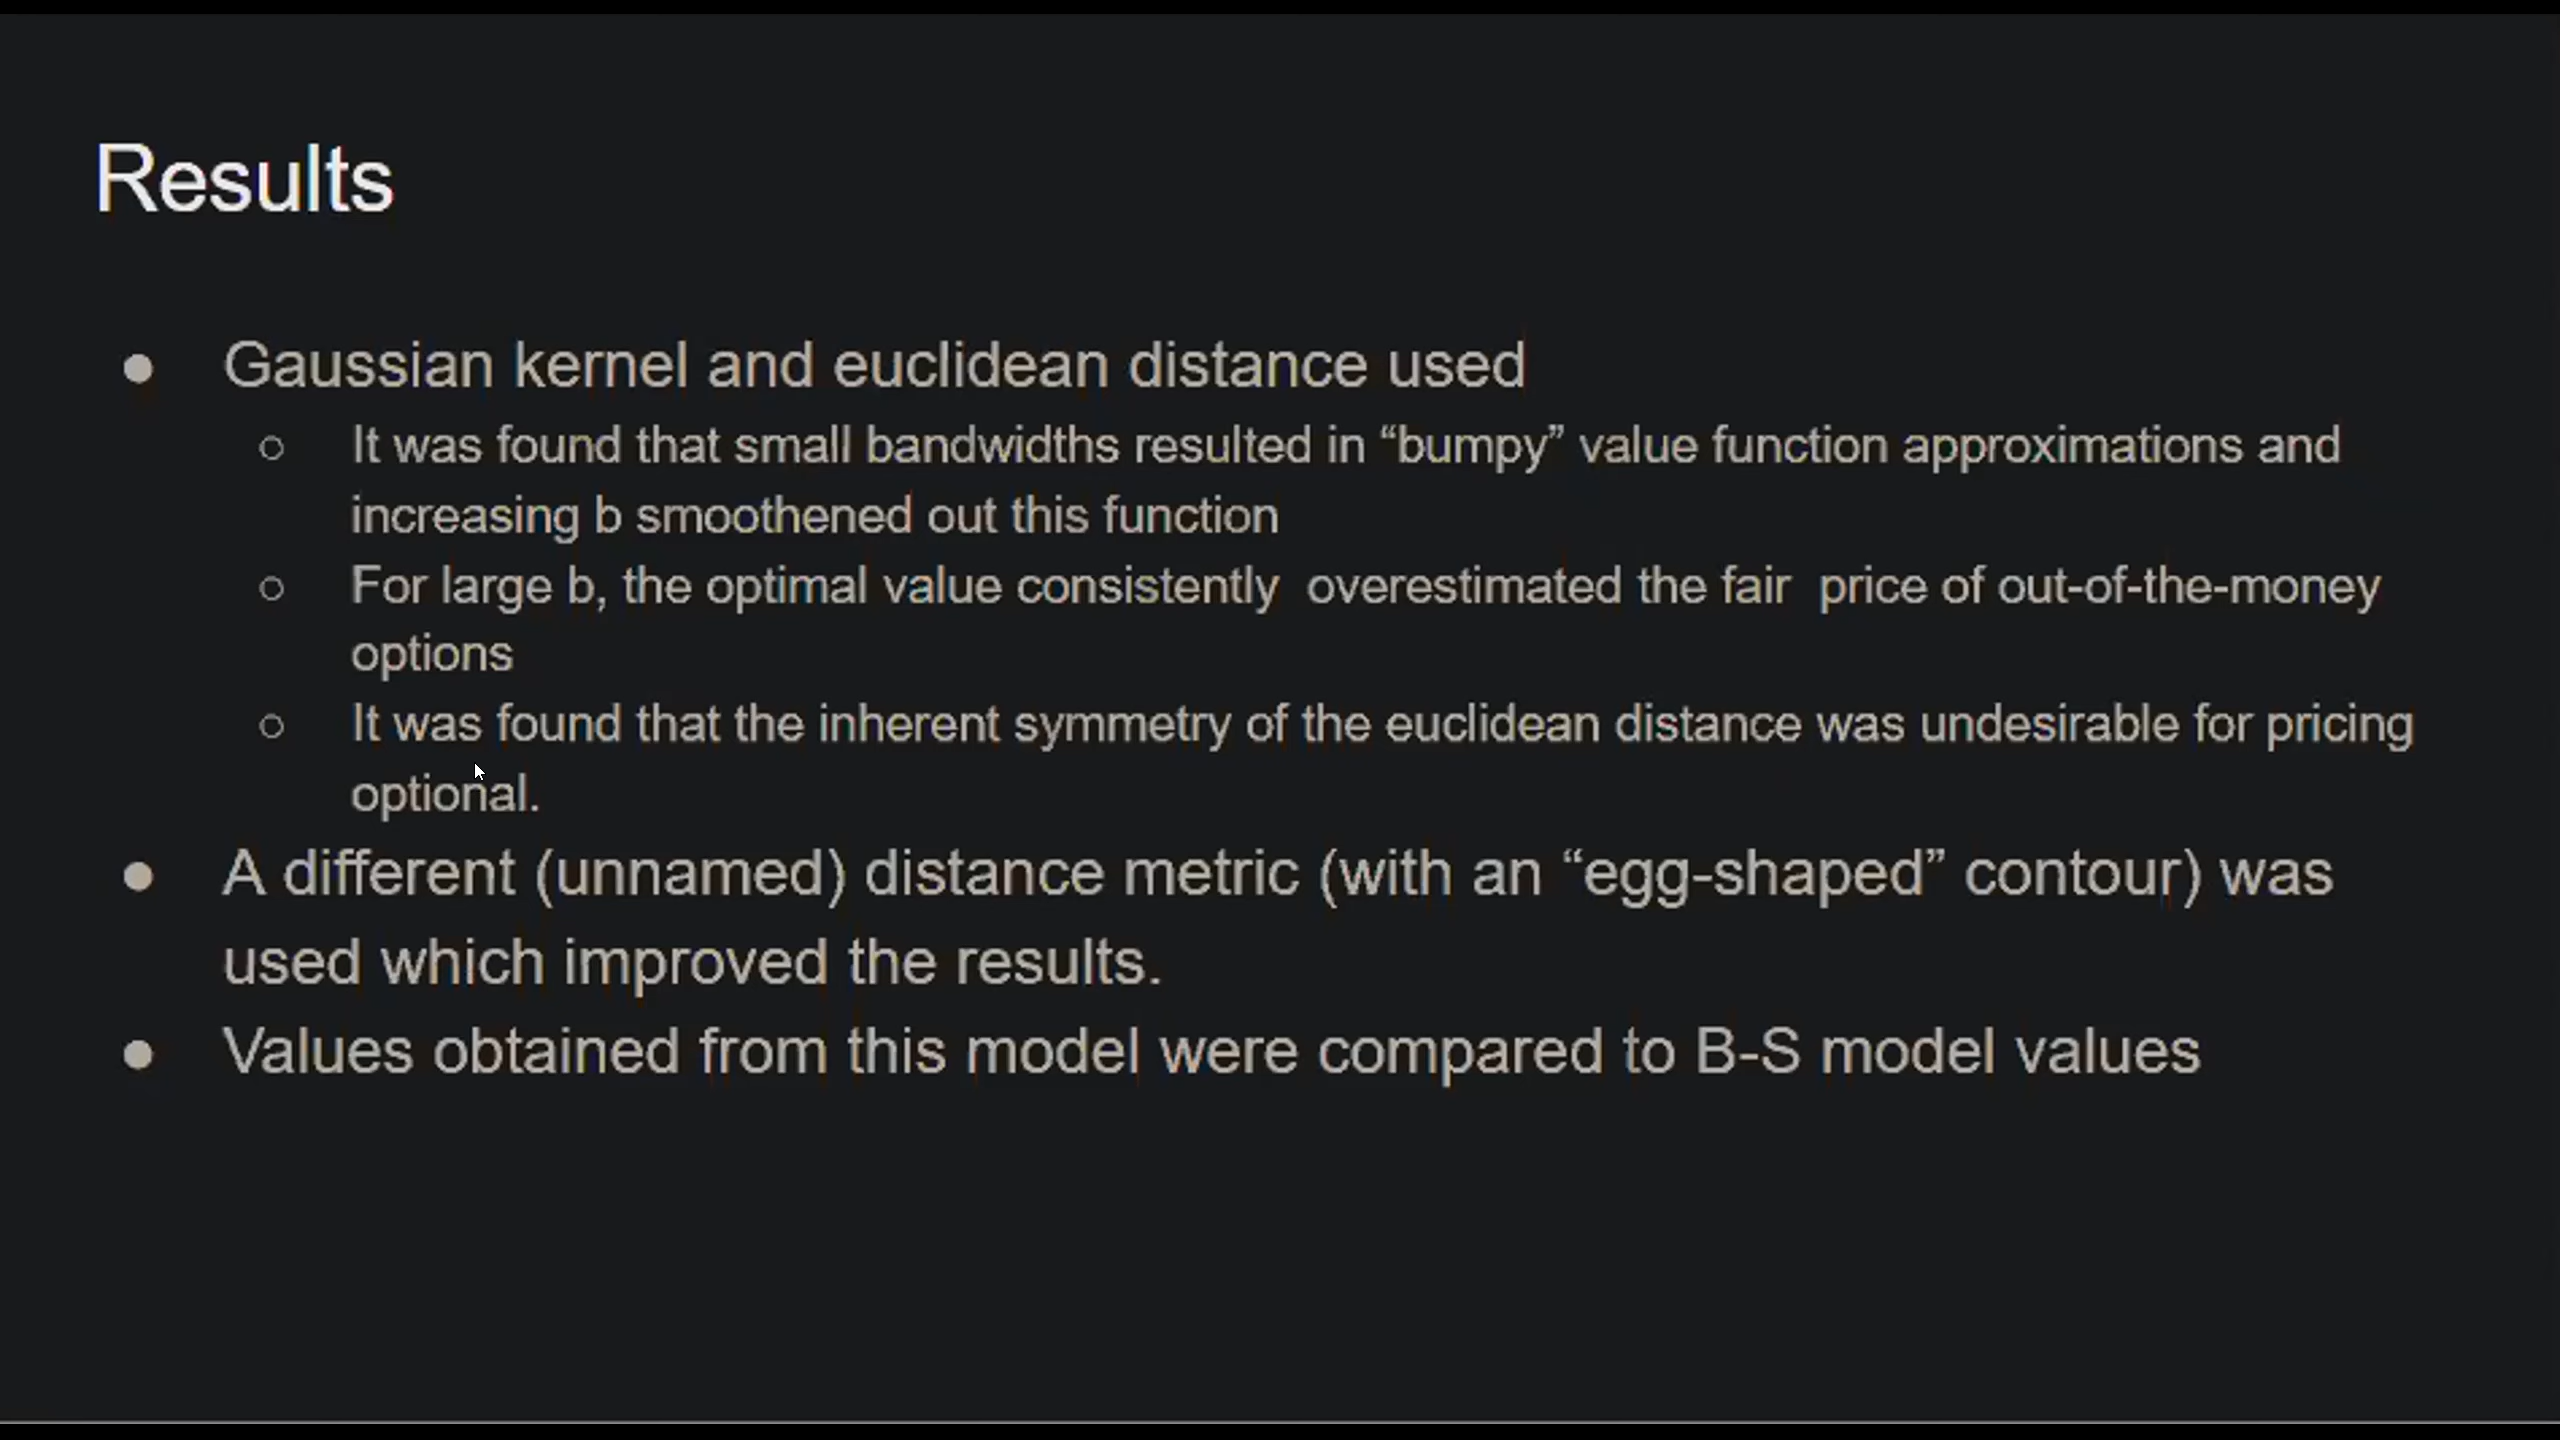 Results
● Gaussian kernel and euclidean distance used
○ It was found that small bandwidths resulted in “bumpy” value function approximations and
increasing b smoothened out this function
○ For large b, the optimal value consistently  overestimated the fair  price of out-of-the-money
options
○ It was found that the inherent symmetry of the euclidean distance was undesirable for pricing
optional.
● A different (unnamed) distance metric (with an “egg-shaped” contour) was
used which improved the results.
● Values obtained from this model were compared to B-S model values